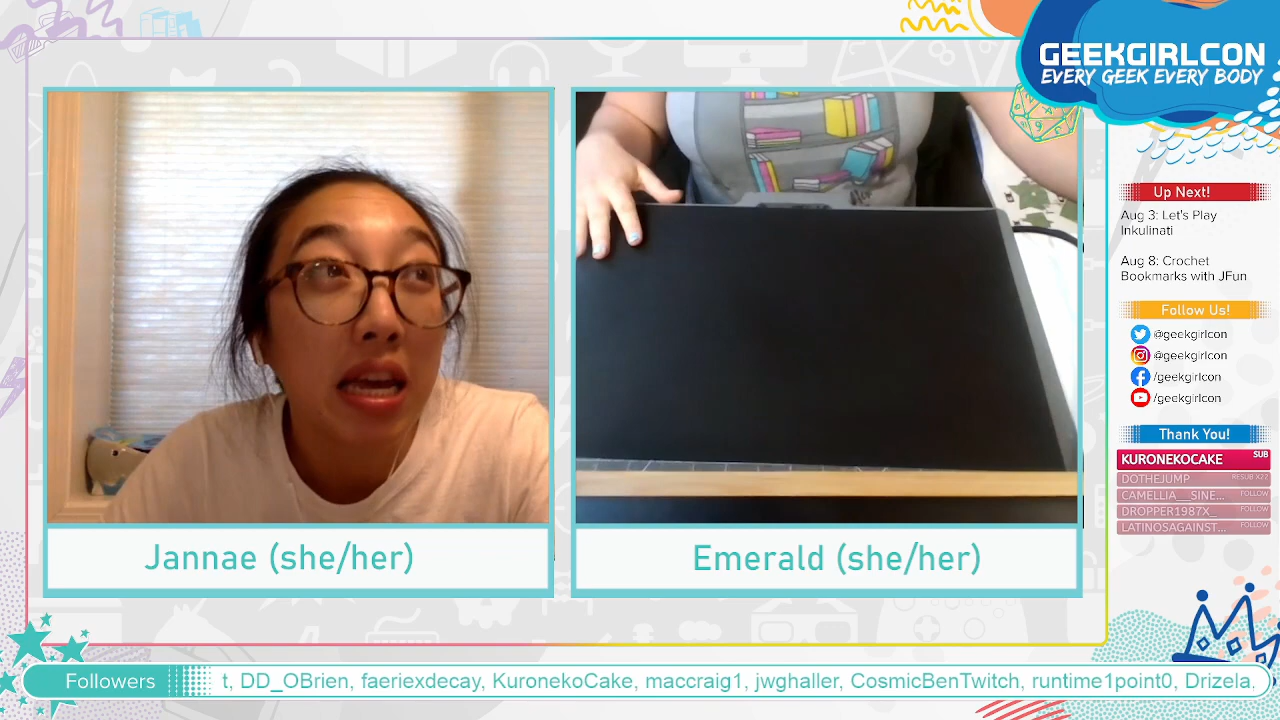 GEEKGIRLCON
EVERY GEEK EVERY BODY
Up Next!
Aug 3: Let's Play
Inkulinati
Aug 8: Crochet
Bookmarks with JFun
Follow Us!
@geekgirlcon
@geekgirlcon
/geekgirlcon
/geekgirlcon
Thank You!
KURONEKOCAKE SUB
DOTHEJUMP RESUB X22
CAMELLIA__SINE... FOLLOW
DROPPER1987X_ FOLLOW
LATINOSAGAINST... FOLLOW
Jannae (she/her)
Emerald (she/her)
Followers
t, DD_OBrien, faeriexdecay, KuronekoCake, maccraig1, jwghaller, CosmicBenTwitch, runtime1point0, Drizela,